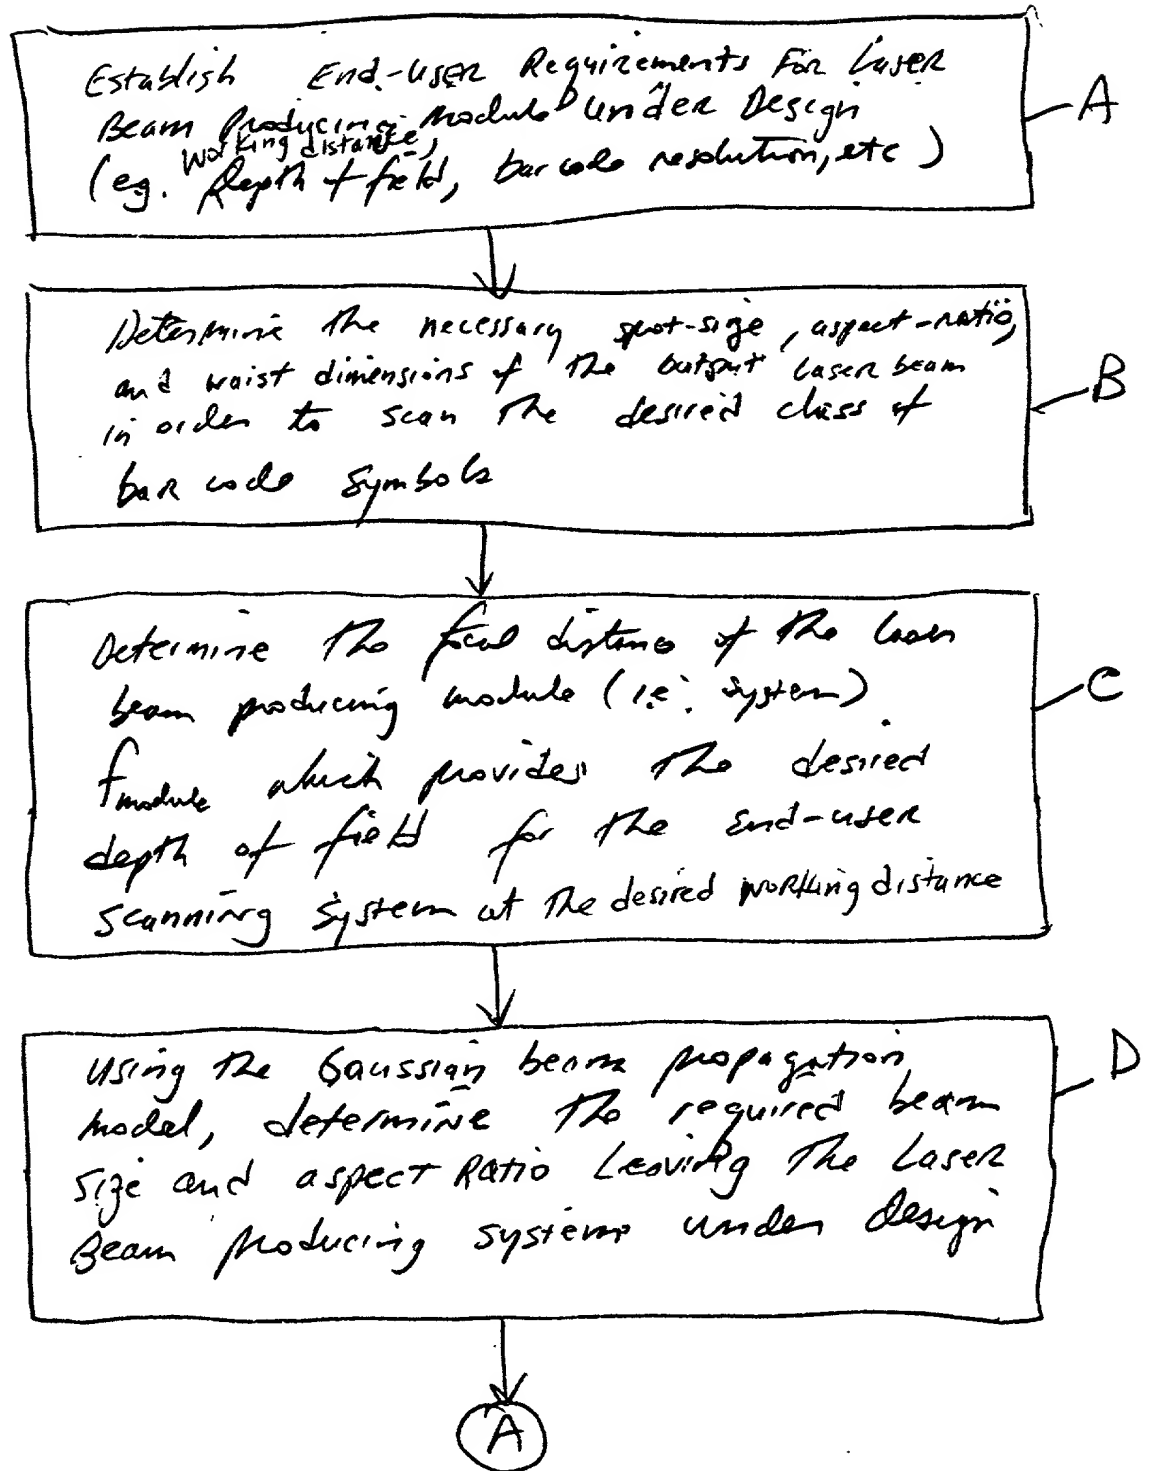 Establish End-user Requirements For Laser
Beam Producing Module Under Design
working distance,
(eg. depth of field, bar code resolution, etc)
A
Determine the necessary spot-size, aspect-ratio,
and waist dimensions of the output laser beam
in order to scan the desired class of
bar code symbols
B
Determine the focal distance of the laser
beam producing module (i.e. system)
fmodule which provides the desired
depth of field for the end-user
scanning system at the desired working distance
C
Using the Gaussian beam propagation
model, determine the required beam
size and aspect Ratio Leaving The Laser
Beam producing system under design
D
A